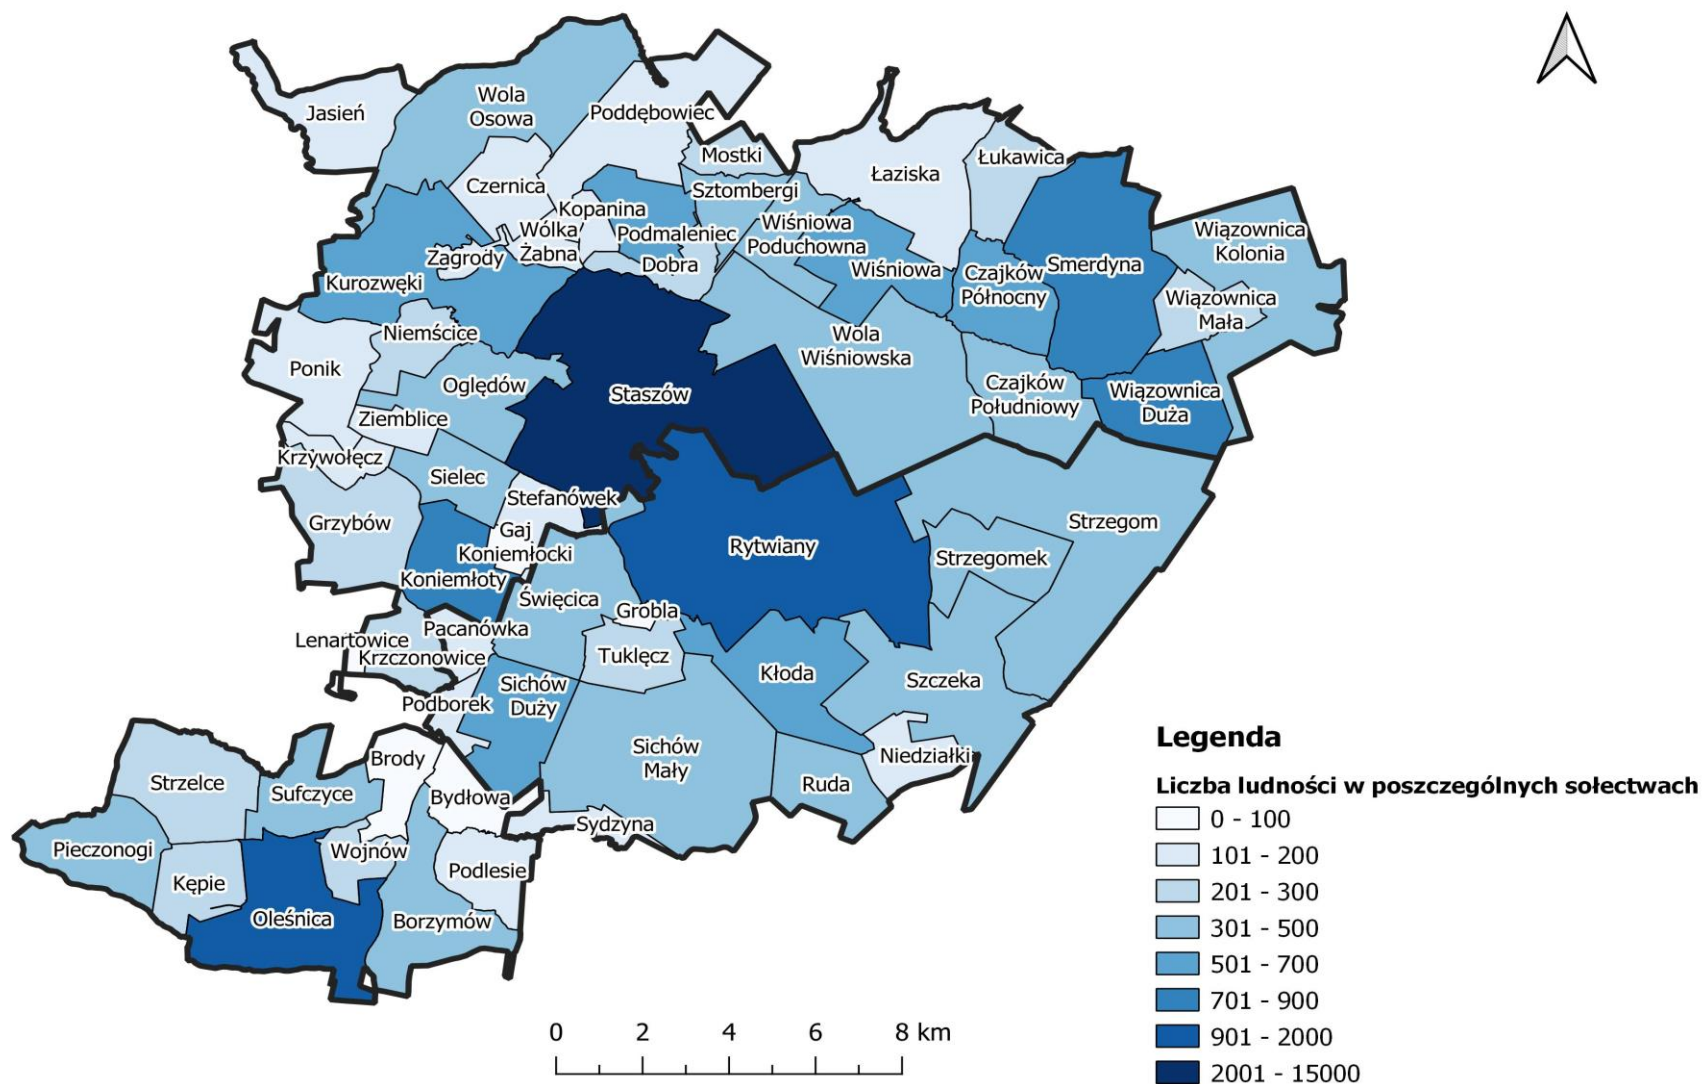 Jasień
Wola
Osowa
Poddębowiec
Mostki
Łaziska
Łukawica
Czernica
Sztombergi
Kopanina
Wólka
Żabna
Podmaleniec
Wiśniowa
Poduchowna
Wiązownica
Kolonia
Zagrody
Dobra
Wiśniowa
Czajków
Północny
Smerdyna
Kurozwęki
Wiązownica
Mała
Niemścice
Wola
Wiśniowska
Ponik
Oględów
Staszów
Czajków
Południowy
Wiązownica
Duża
Ziemblice
Krzywołęcz
Sielec
Stefanówek
Grzybów
Gaj
Koniemłocki
Rytwiany
Strzegom
Strzegomek
Koniemłoty
Święcica
Grobla
Pacanówka
Lenartowice
Krzczonowice
Tuklęcz
Kłoda
Szczeka
Sichów
Duży
Podborek
Sichów
Mały
Niedziałki
Ruda
Brody
Strzelce
Sufczyce
Bydłowa
Sydzyna
Pieczonogi
Wojnów
Podlesie
Kępie
Oleśnica
Borzymów
Legenda
Liczba ludności w poszczególnych sołectwach
0 - 100
101 - 200
201 - 300
301 - 500
501 - 700
701 - 900
901 - 2000
2001 - 15000
0 2 4 6 8 km